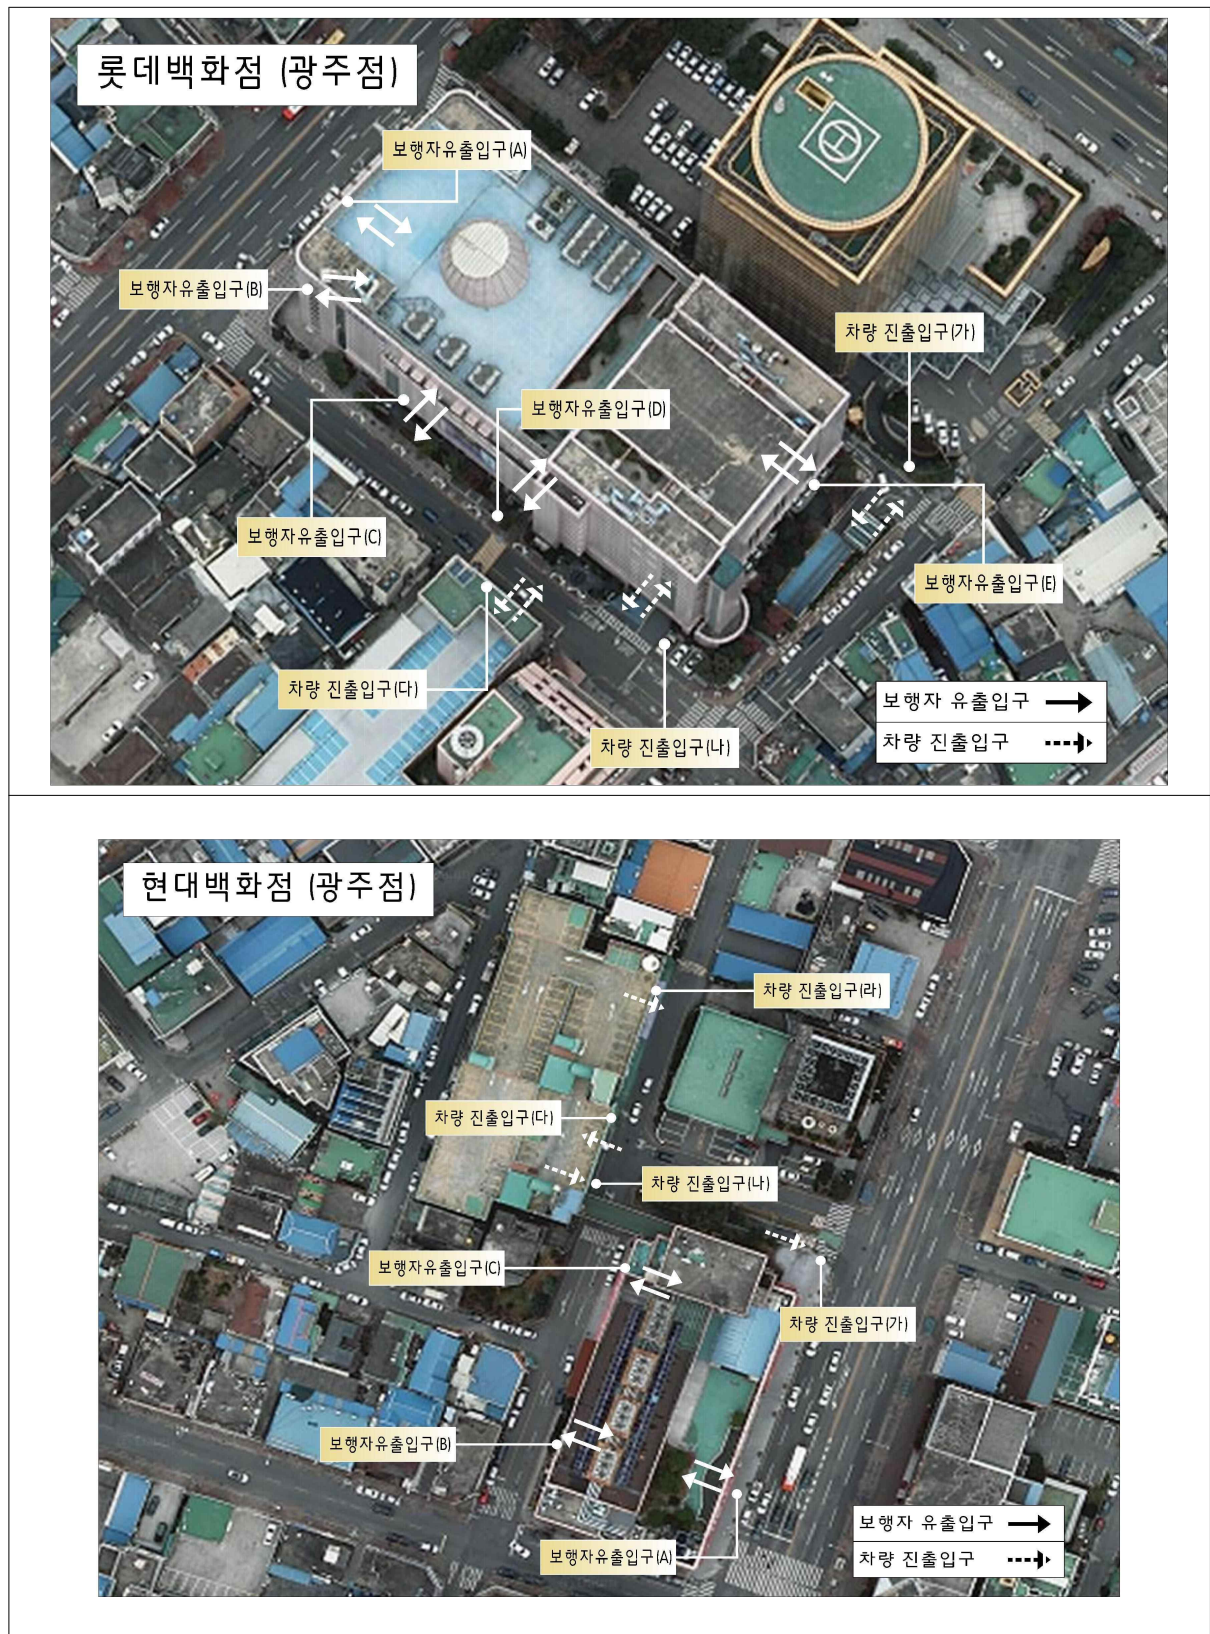 롯데백화점 (광주점)
보행자유출입구(A)
보행자유출입구(B)
차량 진출입구(가)
보행자유출입구(D)
보행자유출입구(C)
보행자유출입구(E)
차량 진출입구(다)
차량 진출입구(나)
보행자 유출입구
차량 진출입구
현대백화점 (광주점)
차량 진출입구(라)
차량 진출입구(다)
차량 진출입구(나)
보행자유출입구(C)
차량 진출입구(가)
보행자유출입구(B)
보행자유출입구(A)
보행자 유출입구
차량 진출입구